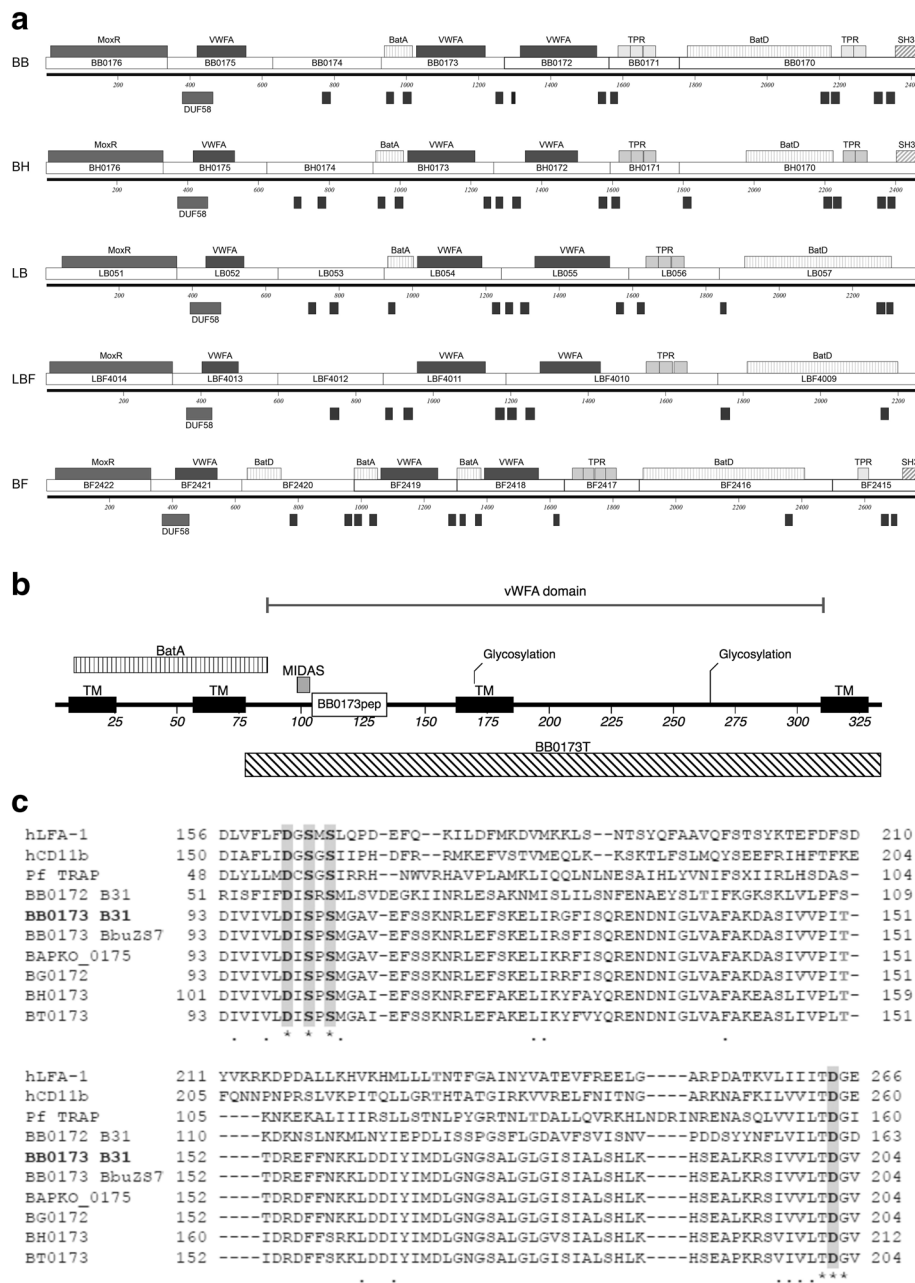 a
MoxR VWFA BatA VWFA VWFA TPR BatD TPR SH3
BB BB0176 BB0175 BB0174 BB0173 BB0172 BB0171 BB0170
200 400 600 800 1000 1200 1400 1600 1800 2000 2200 2400
DUF58
MoxR VWFA BatA VWFA VWFA TPR BatD TPR SH3
BH BH0176 BH0175 BH0174 BH0173 BH0172 BH0171 BH0170
200 400 600 800 1000 1200 1400 1600 1800 2000 2200 2400
DUF58
MoxR VWFA BatA VWFA VWFA TPR BatD
LB LB051 LB052 LB053 LB054 LB055 LB056 LB057
200 400 600 800 1000 1200 1400 1600 1800 2000 2200
DUF58
MoxR VWFA VWFA VWFA TPR BatD
LBF LBF4014 LBF4013 LBF4012 LBF4011 LBF4010 LBF4009
200 400 600 800 1000 1200 1400 1600 1800 2000 2200
DUF58
MoxR VWFA BatD BatA VWFA BatA VWFA TPR BatD TPR SH3
BF BF2422 BF2421 BF2420 BF2419 BF2418 BF2417 BF2416 BF2415
200 400 600 800 1000 1200 1400 1600 1800 2000 2200 2400 2600
DUF58
b
vWFA domain
BatA MIDAS Glycosylation Glycosylation
TM TM BB0173pep TM TM
25 50 75 100 125 150 175 200 225 250 275 300 325
BB0173T
c
hLFA-1 156 DLVFLFDGSMSLQPD-EFQ--KILDFMKDVMKKLS--NTSYQFAAVQFSTSYKTEFDFSD 210
hCD11b 150 DIAFLIDGSGSIIPH-DFR--RMKEFVSTVMEQLK--KSKTLFSLMQYSEEFRIHFTFKE 204
Pf TRAP 48 DLYLLMDCSGSIRRH-NWVRHAVPLAMKLIQQLNLNESAIHLYVNIFSXIIRLHSDAS- 104
BB0172 B31 51 RISFIFDVSRSMLSVDEGKIINRLESAKNMISLILSNFENAEYSLTIFKGKSKLVLPFS- 109
BB0173 B31 93 DIVIVLDISPSMGAV-EFSSKNRLEFSKELIRGFISQRENDNIGLVAFAKDASIVVPIT- 151
BB0173 BbuZS7 93 DIVIVLDISPSMGAV-EFSSKNRLEFSKELIRSFISQRENDNIGLVAFAKDASIVVPIT- 151
BAPKO_0175 93 DIVIVLDISPSMGAV-EFSSKNRLEFSKELIRRFISQRENDNIGLVAFAKDASIVVPIT- 151
BG0172 93 DIVIVLDISPSMGAV-EFSSKNRLEFSKELIRRFISQRENDNIGLVAFAKDASIVVPIT- 151
BH0173 101 DIVIVLDISPSMGAI-EFSSKNRLEFAKELIKYFAYQRENDNIGLVAFAKEASLIVPLT- 159
BT0173 93 DIVIVLDISPSMGAI-EFSSKNRFEFAKELIKYFVYQRENDNIGLVAFAKEASIVVPLT- 151
. . * * *. .. .
hLFA-1 211 YVKRKDPDALLKHVKHMLLLTNTFGAINYVATEVFREELG----ARPDATKVLIIITDGE 266
hCD11b 205 FQNNPNPRSLVKPITQLLGRTHTATGIRKVVRELFNITNG----ARKNAFKILVVITDGE 260
Pf TRAP 105 ----KNKEKALIIIRSLLSTNLPYGRTNLTDALLQVRKHLNDRINRENASQLVVILTDGI 160
BB0172 B31 110 ----KDKNSLNKMLNYIEPDLISSPGSFLGDAVFSVISNV----PDDSYYNFLVILTDGD 163
BB0173 B31 152 ----TDREFFNKKLDDIYIMDLGNGSALGLGISIALSHLK----HSEALKRSIVVLTDGV 204
BB0173 BbuZS7 152 ----TDREFFNKKLDDIYIMDLGNGSALGLGISIALSHLK----HSEALKRSIVVLTDGV 204
BAPKO_0175 152 ----TDREFFNKKLDDIYIMDLGNGSALGLGISIALSHLK----HSEALKRSIVVLTDGV 204
BG0172 152 ----TDRDFFNKKLDDIYIMDLGNGSALGLGISIALSHLK----HSEALKRSIVVLTDGV 204
BH0173 160 ----IDRDFFNKKLDDIYIMDLGNGSALGLGISIALSHLK----HSEALKRSVIVLTDGV 212
BT0173 152 ----IDREFFSKKLDDIYIMDLGNGSALGLGISIALSHLK----HSEAPKRSVIVLTDGV 204
. . ....***